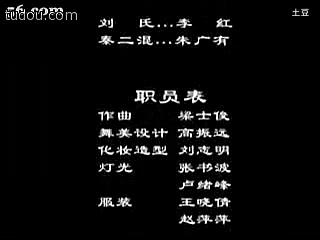 56.com
tudou.com
土豆
刘　氏…李　红
秦二混…朱广有
职员表
作曲　梁士俊
舞美设计　高振远
化妆造型　刘志明
灯光　张书波
卢绪峰
服装　王晓倩
赵萍萍